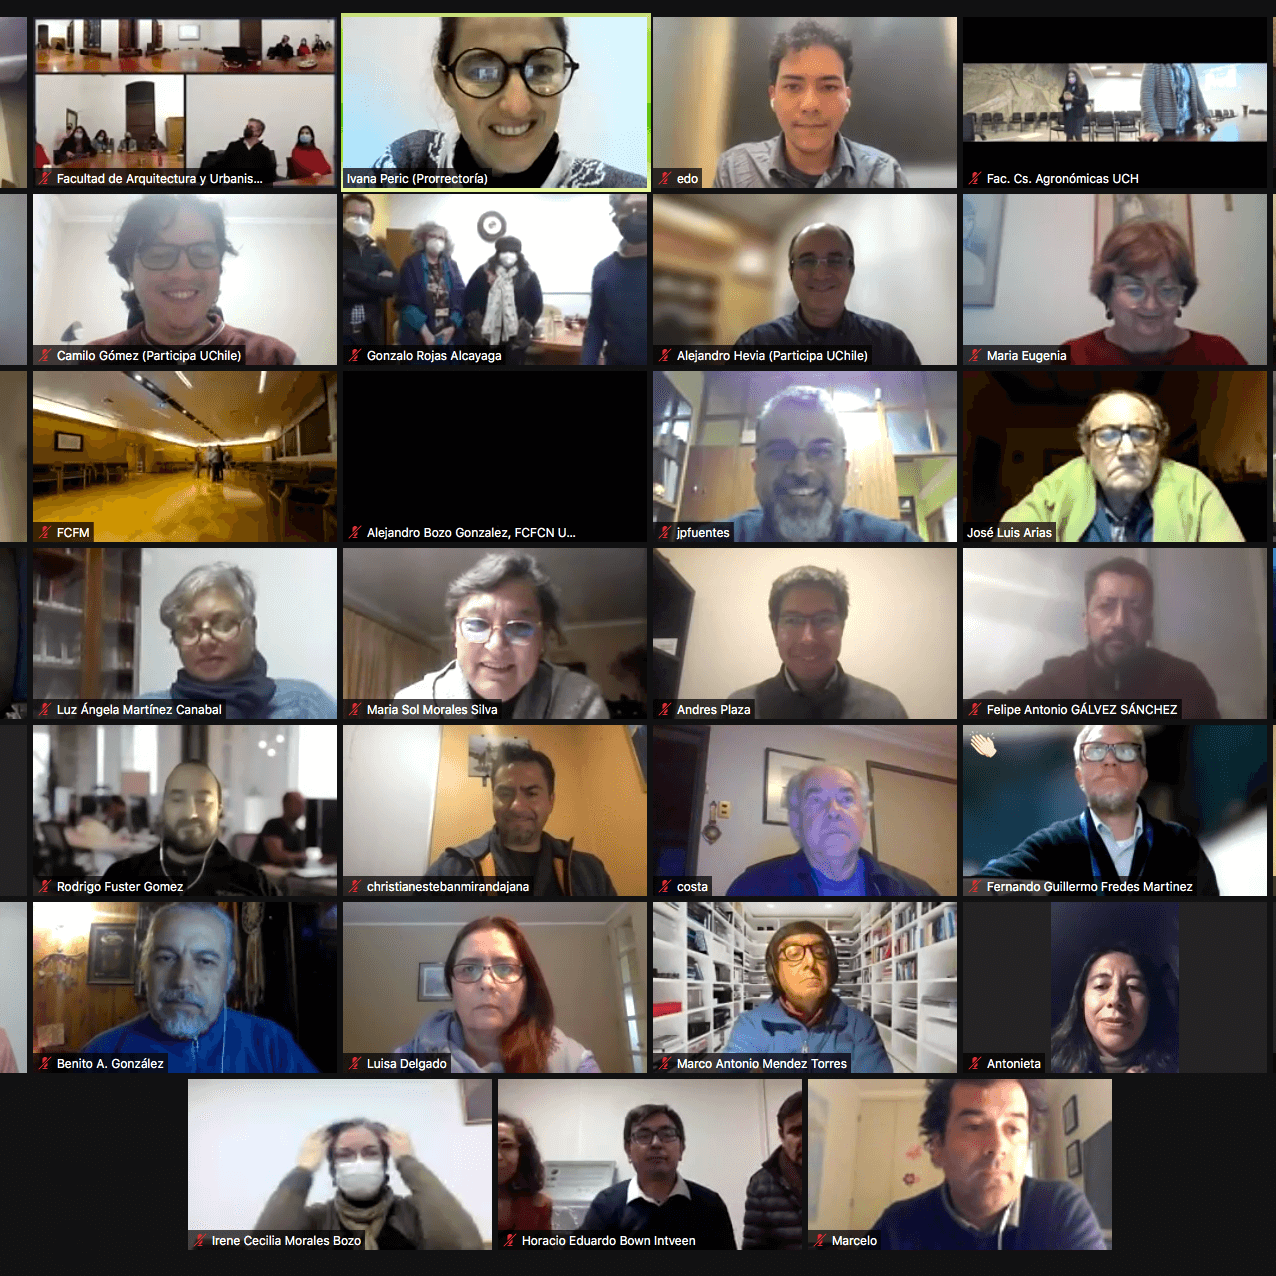 Facultad de Arquitectura y Urbanis...
Ivana Peric (Prorrectoría)
edo
Fac. Cs. Agronómicas UCH
Camilo Gómez (Participa UChile)
Gonzalo Rojas Alcayaga
Alejandro Hevia (Participa UChile)
Maria Eugenia
FCFM
Alejandro Bozo Gonzalez, FCFCN U...
jpfuentes
José Luis Arias
Luz Ángela Martínez Canabal
Maria Sol Morales Silva
Andres Plaza
Felipe Antonio GÁLVEZ SÁNCHEZ
Rodrigo Fuster Gomez
christianestebanmirandajana
costa
Fernando Guillermo Fredes Martinez
Benito A. González
Luisa Delgado
Marco Antonio Mendez Torres
Antonieta
Irene Cecilia Morales Bozo
Horacio Eduardo Bown Intveen
Marcelo